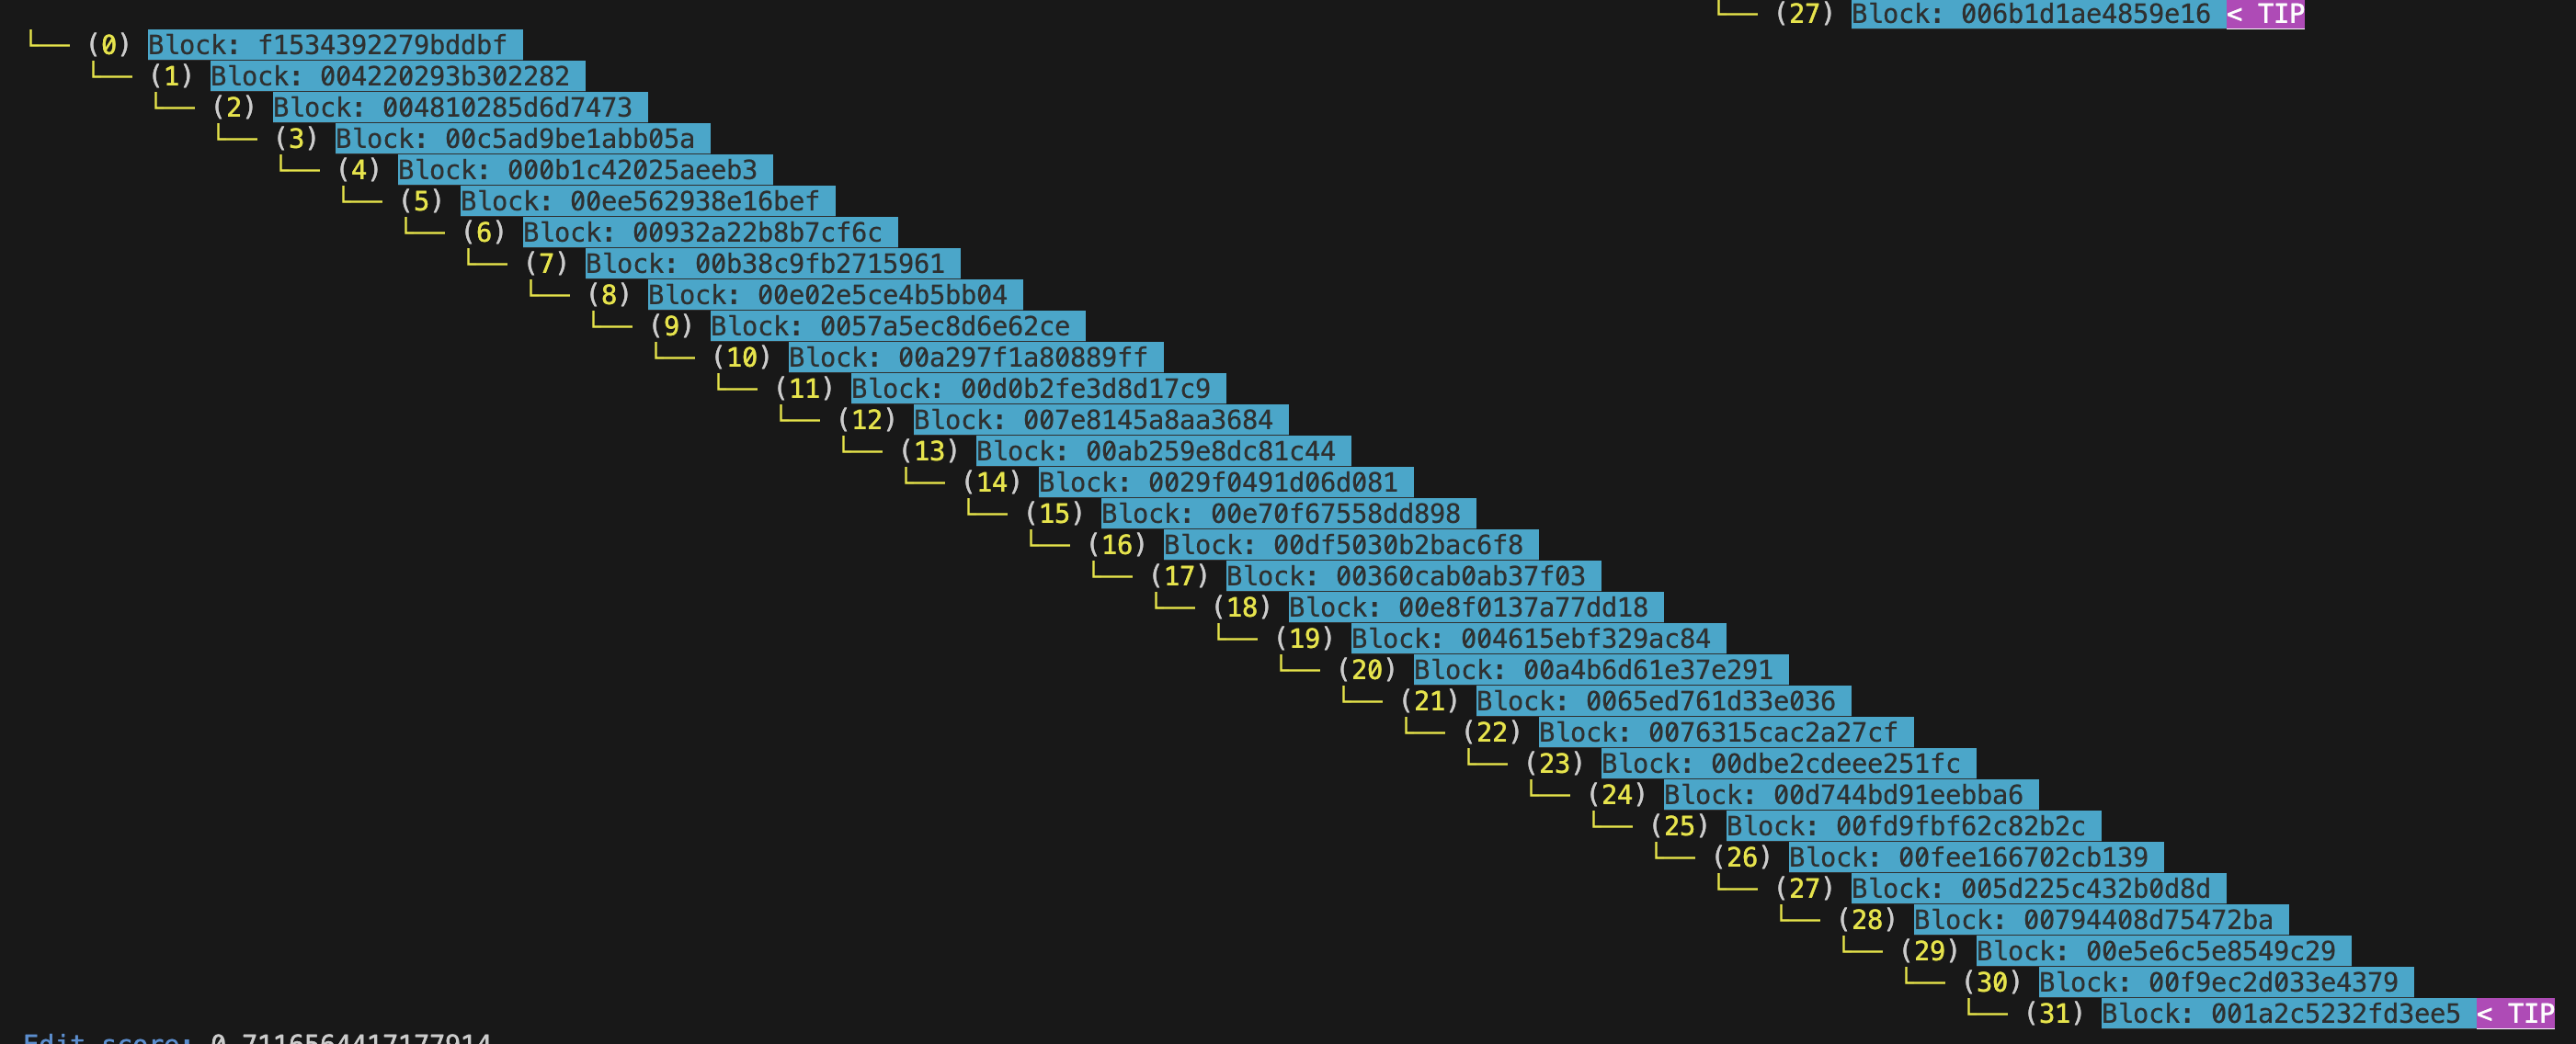 └── (27) Block: 006b1d1ae4859e16 < TIP
└── (0) Block: f1534392279bddbf
└── (1) Block: 004220293b302282
└── (2) Block: 004810285d6d7473
└── (3) Block: 00c5ad9be1abb05a
└── (4) Block: 000b1c42025aeeb3
└── (5) Block: 00ee562938e16bef
└── (6) Block: 00932a22b8b7cf6c
└── (7) Block: 00b38c9fb2715961
└── (8) Block: 00e02e5ce4b5bb04
└── (9) Block: 0057a5ec8d6e62ce
└── (10) Block: 00a297f1a80889ff
└── (11) Block: 00d0b2fe3d8d17c9
└── (12) Block: 007e8145a8aa3684
└── (13) Block: 00ab259e8dc81c44
└── (14) Block: 0029f0491d06d081
└── (15) Block: 00e70f67558dd898
└── (16) Block: 00df5030b2bac6f8
└── (17) Block: 00360cab0ab37f03
└── (18) Block: 00e8f0137a77dd18
└── (19) Block: 004615ebf329ac84
└── (20) Block: 00a4b6d61e37e291
└── (21) Block: 0065ed761d33e036
└── (22) Block: 0076315cac2a27cf
└── (23) Block: 00dbe2cdeee251fc
└── (24) Block: 00d744bd91eebba6
└── (25) Block: 00fd9fbf62c82b2c
└── (26) Block: 00fee166702cb139
└── (27) Block: 005d225c432b0d8d
└── (28) Block: 00794408d75472ba
└── (29) Block: 00e5e6c5e8549c29
└── (30) Block: 00f9ec2d033e4379
└── (31) Block: 001a2c5232fd3ee5 < TIP
Edit score: 0.7116564417177914